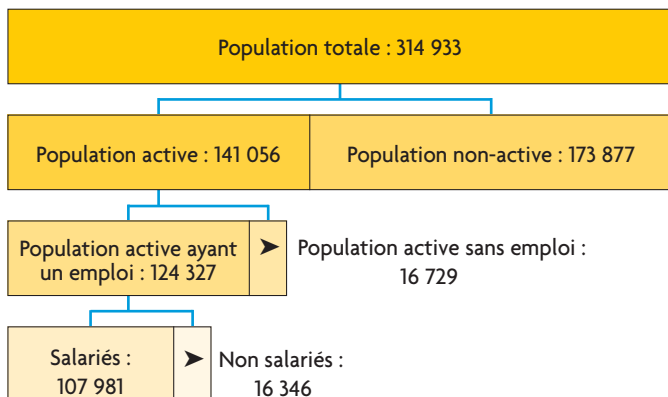 Population totale : 314 933
Population active : 141 056
Population non-active : 173 877
Population active ayant
un emploi : 124 327
Population active sans emploi :
16 729
Salariés :
107 981
Non salariés :
16 346